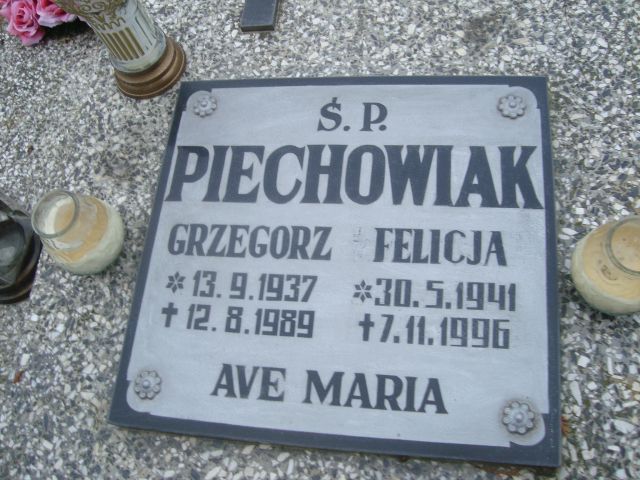 Ś. P.
PIECHOWIAK
GRZEGORZ FELICJA
* 13.9.1937 * 30.5.1941
✝ 12.8.1989 ✝ 7.11.1996
AVE MARIA